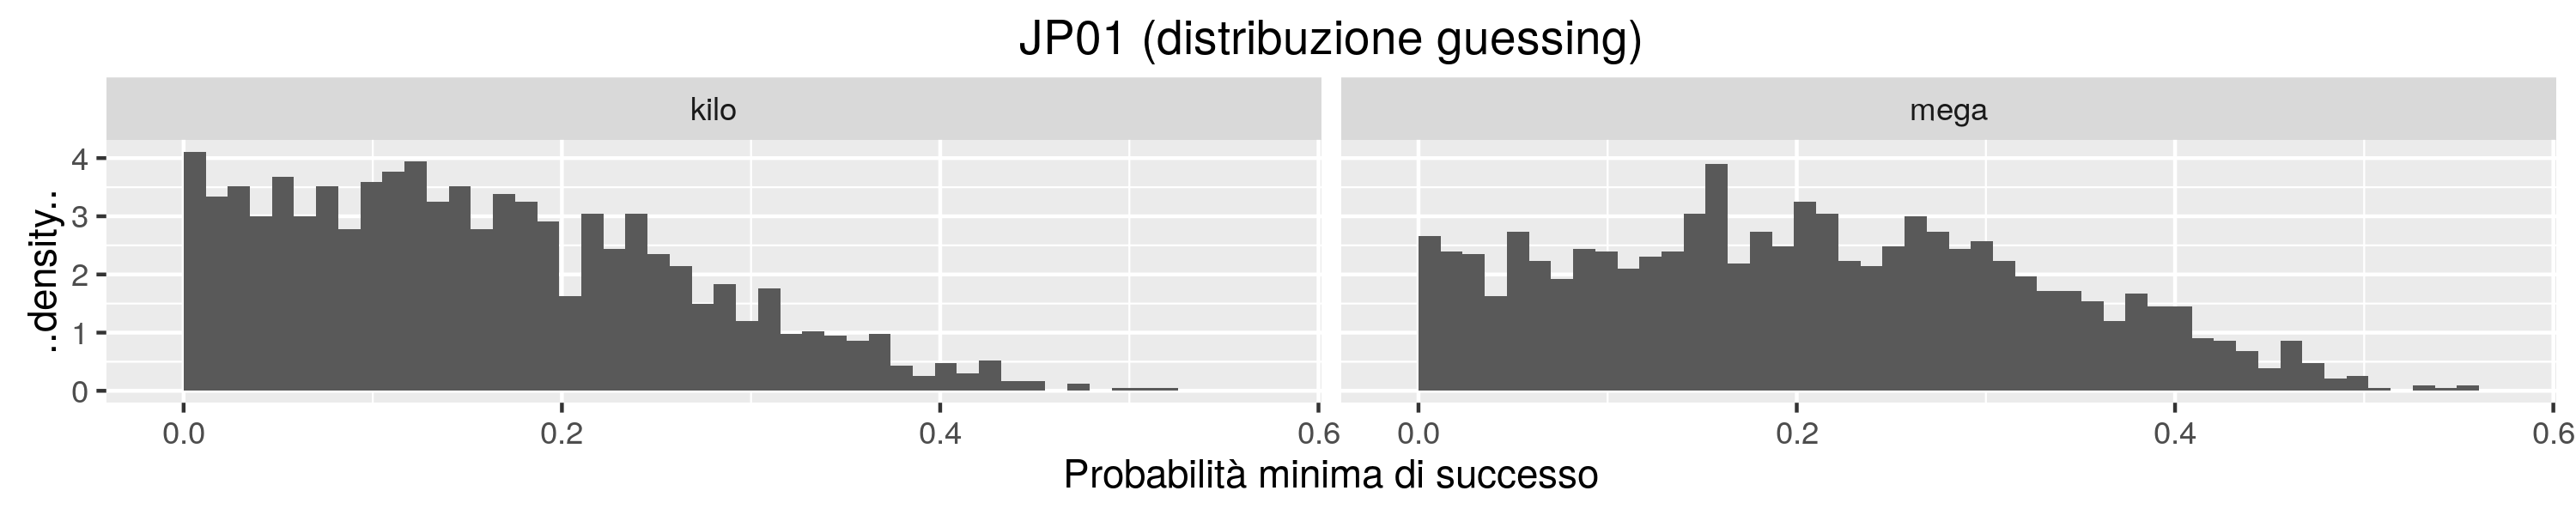 JP01 (distribuzione guessing)
kilo
mega
..density..
4
3
2
1
0
0.0 0.2 0.4 0.6
0.0 0.2 0.4 0.6
Probabilità minima di successo